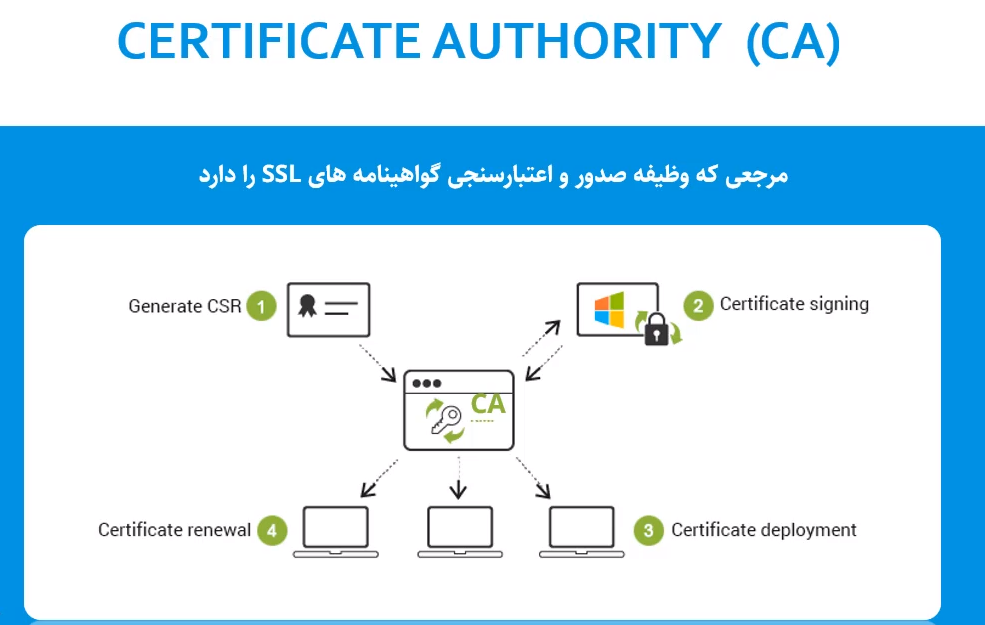 CERTIFICATE AUTHORITY (CA)
مرجعی که وظیفه صدور و اعتبارسنجی گواهینامه های SSL را دارد
Generate CSR 1
2 Certificate signing
CA
Certificate renewal 4
3 Certificate deployment